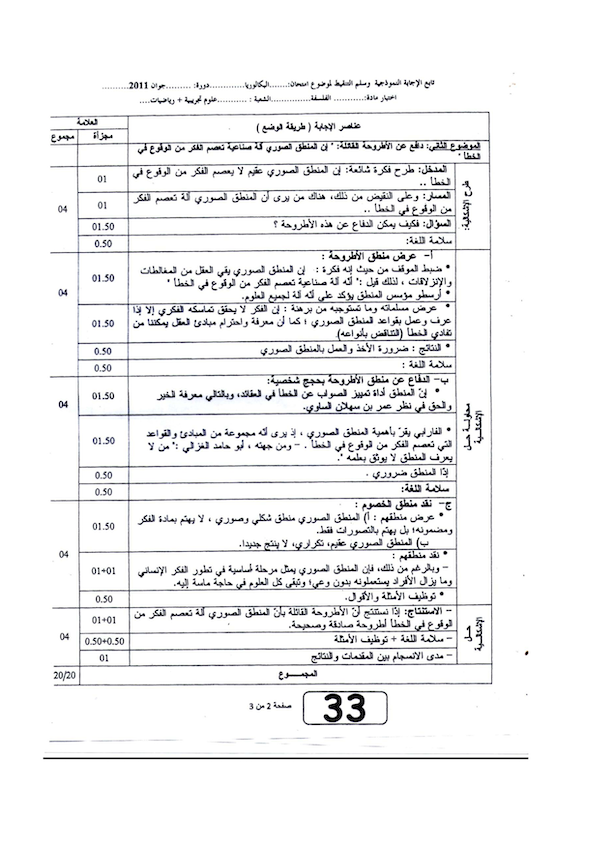 تابع الإجابة النموذجية وسلم التنقيط لموضوع امتحان:.......البكالوريا..............دورة: ...........جوان 2011...........
اختبار مادة:............ الفلسفة...............الشعبة : ...........علوم تجريبية + رياضيات....
العلامة
عناصر الإجابة ( طريقة الوضع )
مجموع
مجزأة
الموضوع الثاني: دافع عن الأطروحة القائلة: " إن المنطق الصوري آلة صناعية تعصم الفكر من الوقوع في
الخطأ "
طرح الإشكالية:
المدخل: طرح فكرة شائعة: إن المنطق الصوري عقيم لا يعصم الفكر من الوقوع في
الخطأ ..
01
المسار: وعلى النقيض من ذلك، هناك من يرى أن المنطق الصوري آلة تعصم الفكر
من الوقوع في الخطأ ..
01
04
السؤال: فكيف يمكن الدفاع عن هذه الأطروحة ؟
01.50
سلامة اللغة:
0.50
محاولة حل الإشكالية
أ- عرض منطق الأطروحة :
• ضبط الموقف من حيث إنه فكرة : إن المنطق الصوري يقي العقل من المغالطات
والإنزلاقات ، لذلك قيل : " أنه آلة صناعية تعصم الفكر من الوقوع في الخطأ "
• أرسطو مؤسس المنطق يؤكد على أنه آلة لجميع العلوم.
01.50
04
• عرض مسلماته وما تستوجبه من برهنة : إن الفكر لا يحقق تماسكه الفكري إلا إذا
عرف وعمل بقواعد المنطق الصوري ؛ كما أن معرفة واحترام مبادئ العقل يمكننا من
تفادي الخطأ (التناقض بأنواعه)
01.50
• النتائج : ضرورة الأخذ والعمل بالمنطق الصوري
0.50
سلامة اللغة :
0.50
ب- الدفاع عن منطق الأطروحة بحجج شخصية:
• إنّ المنطق أداة تمييز الصواب عن الخطأ في العقائد، وبالتالي معرفة الخير
والحق في نظر عمر بن سهلان الساوي.
01.50
04
• الفارابي يقرّ بأهمية المنطق الصوري ، إذ يرى أنه مجموعة من المبادئ والقواعد
التي تعصم الفكر من الوقوع في الخطأ . – ومن جهته ، أبو حامد الغزالي : " من لا
يعرف المنطق لا يوثق بعلمه ".
01.50
إذا المنطق ضروري .
0.50
سلامة اللغة:
0.50
ج- نقد منطق الخصوم :
• عرض منطقهم : أ) المنطق الصوري منطق شكلي وصوري ، لا يهتم بمادة الفكر
ومضمونه؛ بل يهتم بالتصورات فقط.
ب) المنطق الصوري عقيم، تكراري، لا ينتج جديدا.
01.50
04
• نقد منطقهم :
– وبالرغم من ذلك، فإن المنطق الصوري يمثل مرحلة أساسية في تطور الفكر الإنساني
وما يزال الأفراد يستعملونه بدون وعي؛ وتبقى كل العلوم في حاجة ماسة إليه.
01+01
• توظيف الأمثلة والأقوال.
0.50
حل الإشكالية
– الاستنتاج: إذا نستنتج أنّ الأطروحة القائلة بأنّ المنطق الصوري آلة تعصم الفكر من
الوقوع في الخطأ أطروحة صادقة وصحيحة.
01+01
04
– سلامة اللغة + توظيف الأمثلة
0.50+0.50
– مدى الانسجام بين المقدمات والنتائج
01
المجمـــوع
20/20
صفحة 2 من 3
33